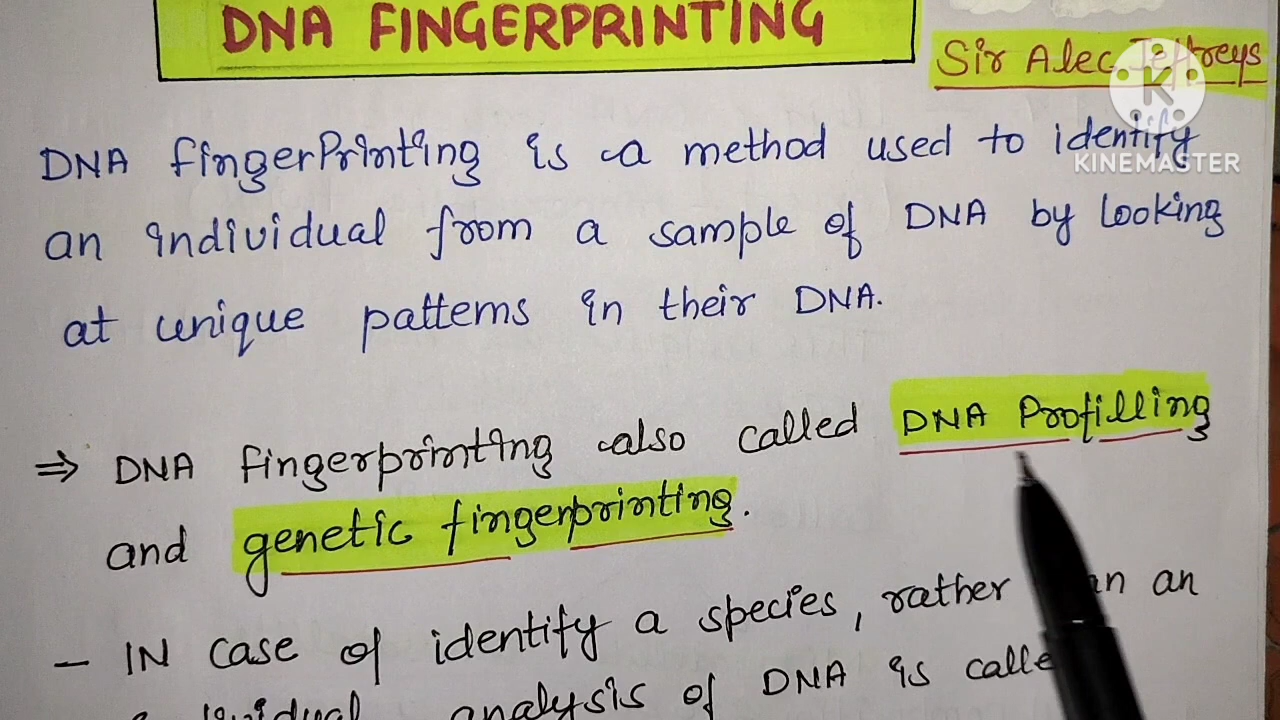 DNA FINGERPRINTING
Sir Alec Jeffreys
KINEMASTER
DNA fingerPrinting is a method used to identify
an individual from a sample of DNA by looking
at unique patterns in their DNA.
⇒ DNA fingerprinting also called DNA Profilling
and genetic fingerprinting.
- IN case of identify a species, rather an
analysis of DNA is